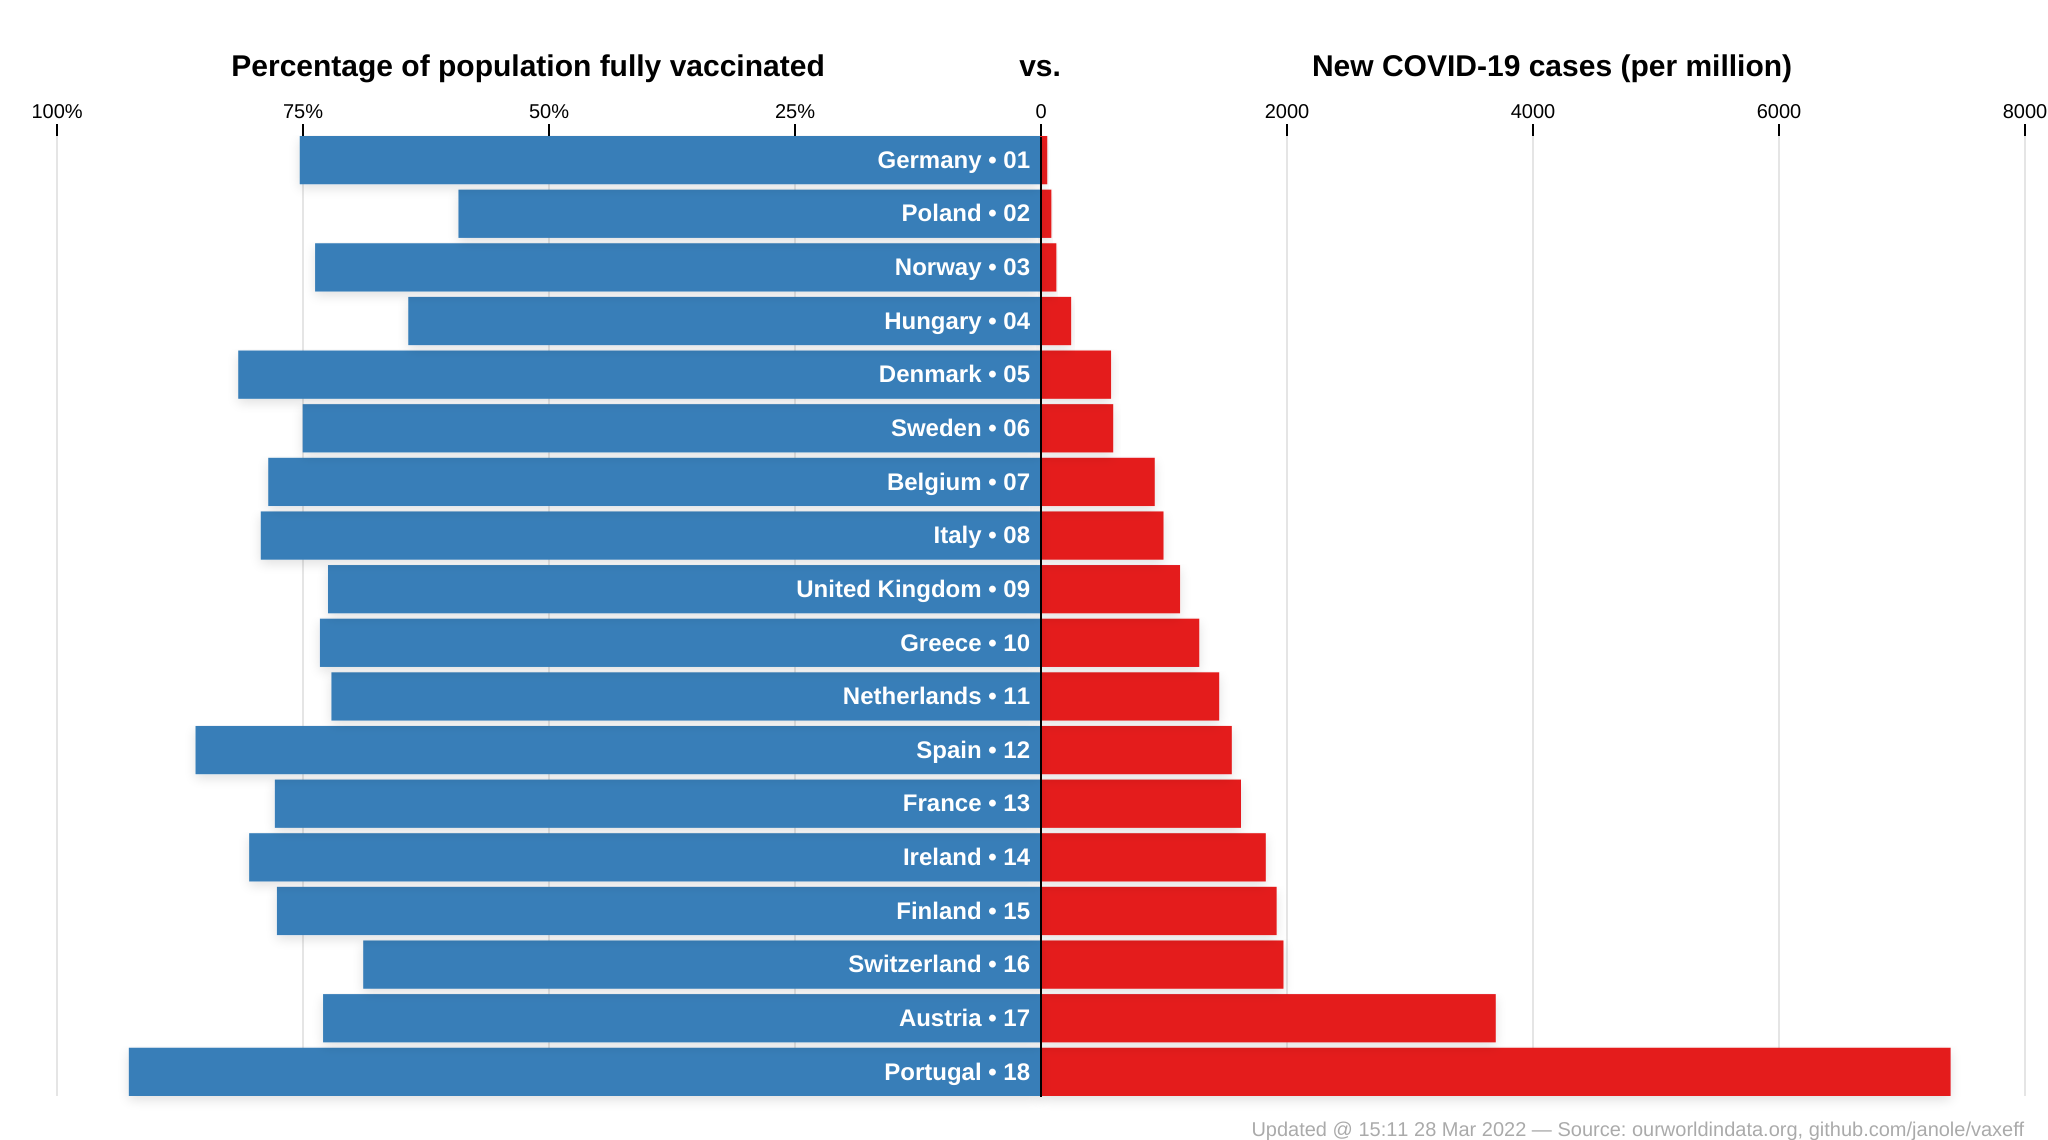 Percentage of population fully vaccinated vs. New COVID-19 cases (per million)
100% 75% 50% 25% 0 2000 4000 6000 8000
Germany • 01
Poland • 02
Norway • 03
Hungary • 04
Denmark • 05
Sweden • 06
Belgium • 07
Italy • 08
United Kingdom • 09
Greece • 10
Netherlands • 11
Spain • 12
France • 13
Ireland • 14
Finland • 15
Switzerland • 16
Austria • 17
Portugal • 18
Updated @ 15:11 28 Mar 2022 — Source: ourworldindata.org, github.com/janole/vaxeff